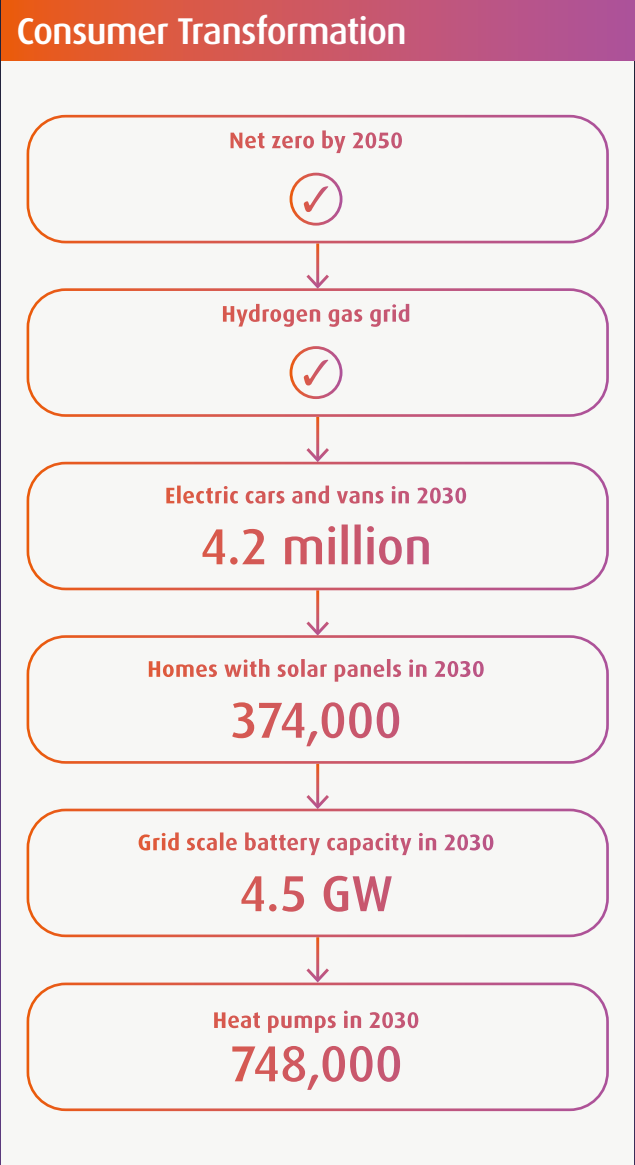 Consumer Transformation
Net zero by 2050
✓
Hydrogen gas grid
✓
Electric cars and vans in 2030
4.2 million
Homes with solar panels in 2030
374,000
Grid scale battery capacity in 2030
4.5 GW
Heat pumps in 2030
748,000